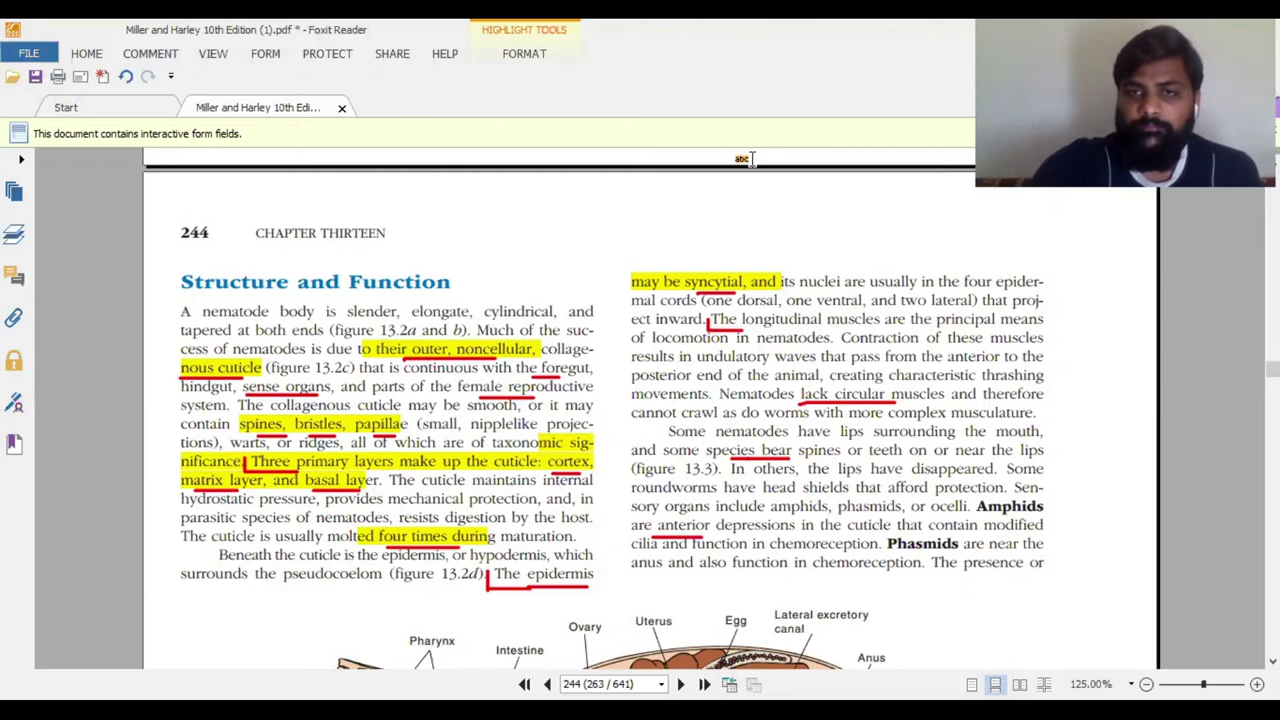 Miller and Harley 10th Edition (1).pdf * - Foxit Reader
HIGHLIGHT TOOLS
FILE HOME COMMENT VIEW FORM PROTECT SHARE HELP FORMAT
Start Miller and Harley 10th Edi...
This document contains interactive form fields.
abc
244 CHAPTER THIRTEEN
Structure and Function
A nematode body is slender, elongate, cylindrical, and
tapered at both ends (figure 13.2a and b). Much of the suc-
cess of nematodes is due to their outer, noncellular, collage-
nous cuticle (figure 13.2c) that is continuous with the foregut,
hindgut, sense organs, and parts of the female reproductive
system. The collagenous cuticle may be smooth, or it may
contain spines, bristles, papillae (small, nipplelike projec-
tions), warts, or ridges, all of which are of taxonomic sig-
nificance. Three primary layers make up the cuticle: cortex,
matrix layer, and basal layer. The cuticle maintains internal
hydrostatic pressure, provides mechanical protection, and, in
parasitic species of nematodes, resists digestion by the host.
The cuticle is usually molted four times during maturation.
Beneath the cuticle is the epidermis, or hypodermis, which
surrounds the pseudocoelom (figure 13.2d). The epidermis
may be syncytial, and its nuclei are usually in the four epider-
mal cords (one dorsal, one ventral, and two lateral) that proj-
ect inward. The longitudinal muscles are the principal means
of locomotion in nematodes. Contraction of these muscles
results in undulatory waves that pass from the anterior to the
posterior end of the animal, creating characteristic thrashing
movements. Nematodes lack circular muscles and therefore
cannot crawl as do worms with more complex musculature.
Some nematodes have lips surrounding the mouth,
and some species bear spines or teeth on or near the lips
(figure 13.3). In others, the lips have disappeared. Some
roundworms have head shields that afford protection. Sen-
sory organs include amphids, phasmids, or ocelli. Amphids
are anterior depressions in the cuticle that contain modified
cilia and function in chemoreception. Phasmids are near the
anus and also function in chemoreception. The presence or
Pharynx
Intestine
Ovary
Uterus
Egg
Lateral excretory
canal
Anus
244 (263 / 641)
125.00%